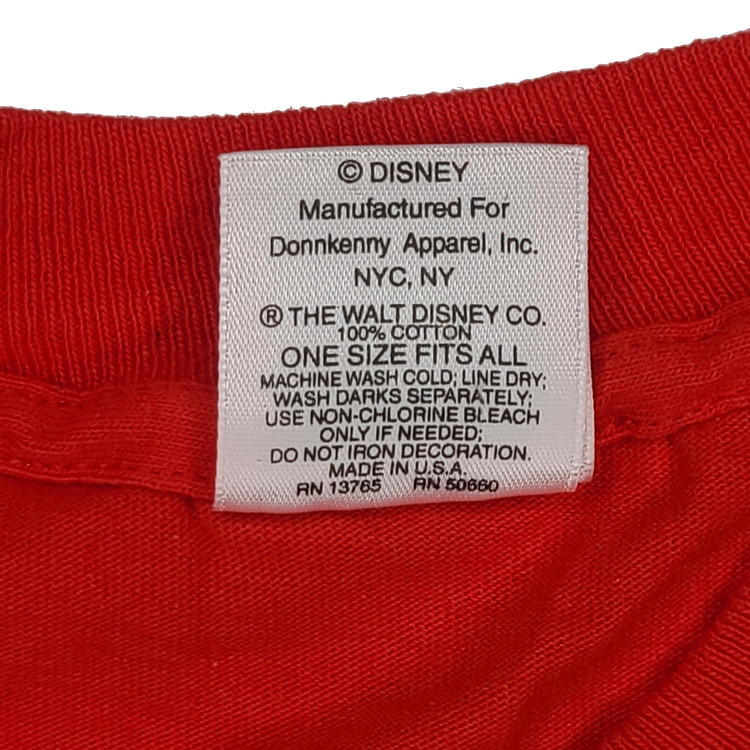 © DISNEY
Manufactured For
Donnkenny Apparel, Inc.
NYC, NY
® THE WALT DISNEY CO.
100% COTTON
ONE SIZE FITS ALL
MACHINE WASH COLD; LINE DRY;
WASH DARKS SEPARATELY;
USE NON-CHLORINE BLEACH
ONLY IF NEEDED;
DO NOT IRON DECORATION.
MADE IN U.S.A.
RN 13765 RN 50660